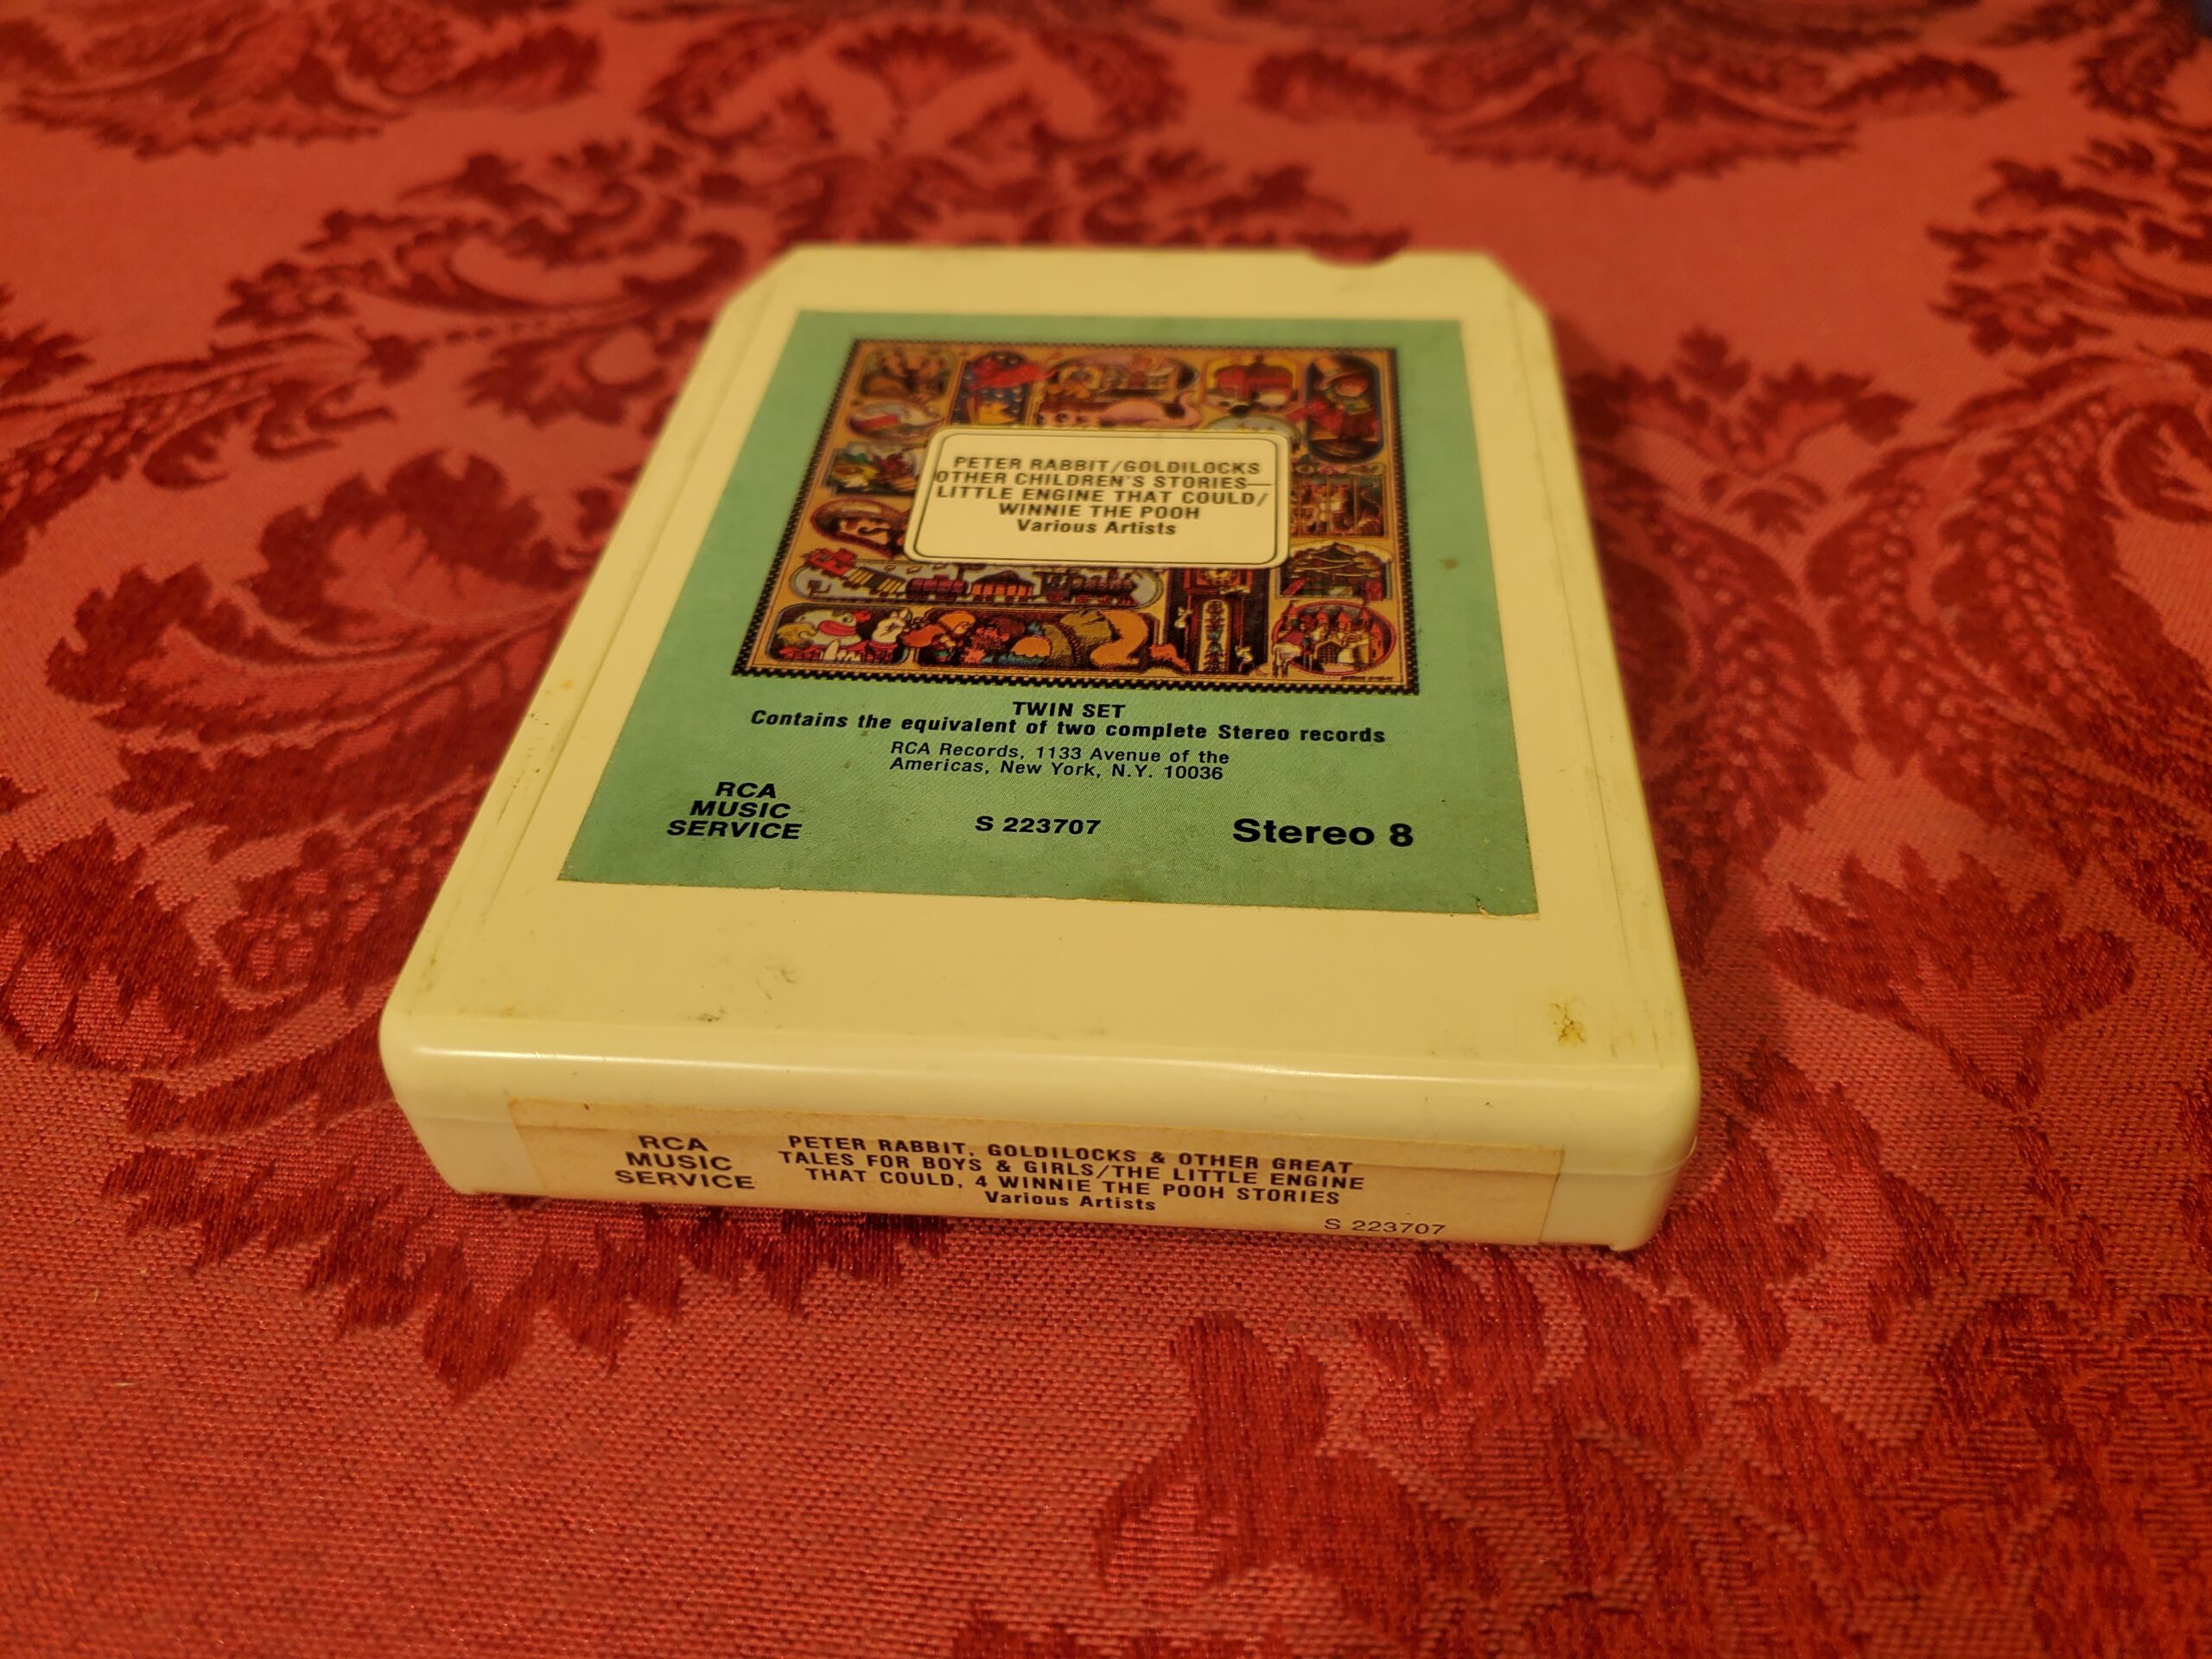 PETER RABBIT/GOLDILOCKS
OTHER CHILDREN'S STORIES—
LITTLE ENGINE THAT COULD/
WINNIE THE POOH
Various Artists
TWIN SET
Contains the equivalent of two complete Stereo records
RCA Records, 1133 Avenue of the
Americas, New York, N.Y. 10036
RCA
MUSIC
SERVICE
S 223707
Stereo 8
RCA
MUSIC
SERVICE
PETER RABBIT, GOLDILOCKS & OTHER GREAT
TALES FOR BOYS & GIRLS/THE LITTLE ENGINE
THAT COULD, 4 WINNIE THE POOH STORIES
Various Artists
S 223707